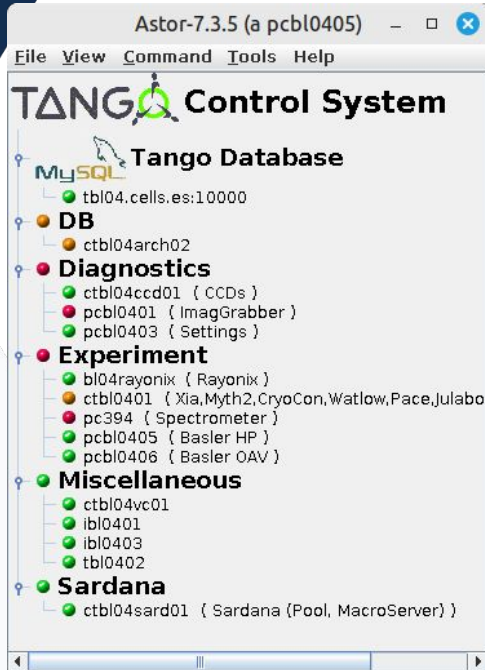 Astor-7.3.5 (a pcbl0405)
File View Command Tools Help
TANGO Control System
MySQL Tango Database
tbl04.cells.es:10000
DB
ctbl04arch02
Diagnostics
ctbl04ccd01 ( CCDs )
pcbl0401 ( ImagGrabber )
pcbl0403 ( Settings )
Experiment
bl04rayonix ( Rayonix )
ctbl0401 ( Xia,Myth2,CryoCon,Watlow,Pace,Julabo
pc394 ( Spectrometer )
pcbl0405 ( Basler HP )
pcbl0406 ( Basler OAV )
Miscellaneous
ctbl04vc01
ibl0401
ibl0403
tbl0402
Sardana
ctbl04sard01 ( Sardana (Pool, MacroServer) )